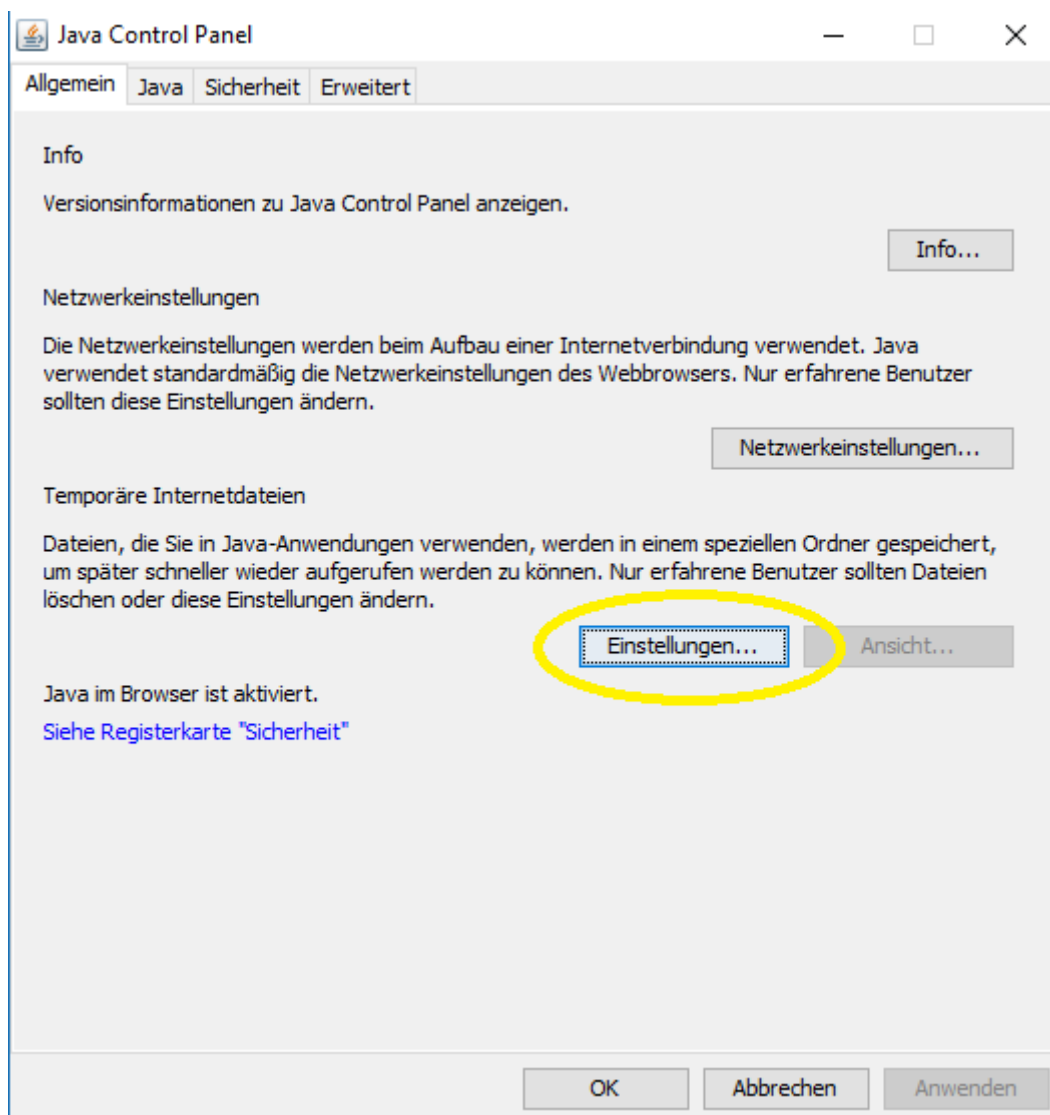 Java Control Panel
Allgemein Java Sicherheit Erweitert
Info
Versionsinformationen zu Java Control Panel anzeigen.
Info...
Netzwerkeinstellungen
Die Netzwerkeinstellungen werden beim Aufbau einer Internetverbindung verwendet. Java
verwendet standardmäßig die Netzwerkeinstellungen des Webbrowsers. Nur erfahrene Benutzer
sollten diese Einstellungen ändern.
Netzwerkeinstellungen...
Temporäre Internetdateien
Dateien, die Sie in Java-Anwendungen verwenden, werden in einem speziellen Ordner gespeichert,
um später schneller wieder aufgerufen werden zu können. Nur erfahrene Benutzer sollten Dateien
löschen oder diese Einstellungen ändern.
Einstellungen... Ansicht...
Java im Browser ist aktiviert.
Siehe Registerkarte "Sicherheit"
OK Abbrechen Anwenden